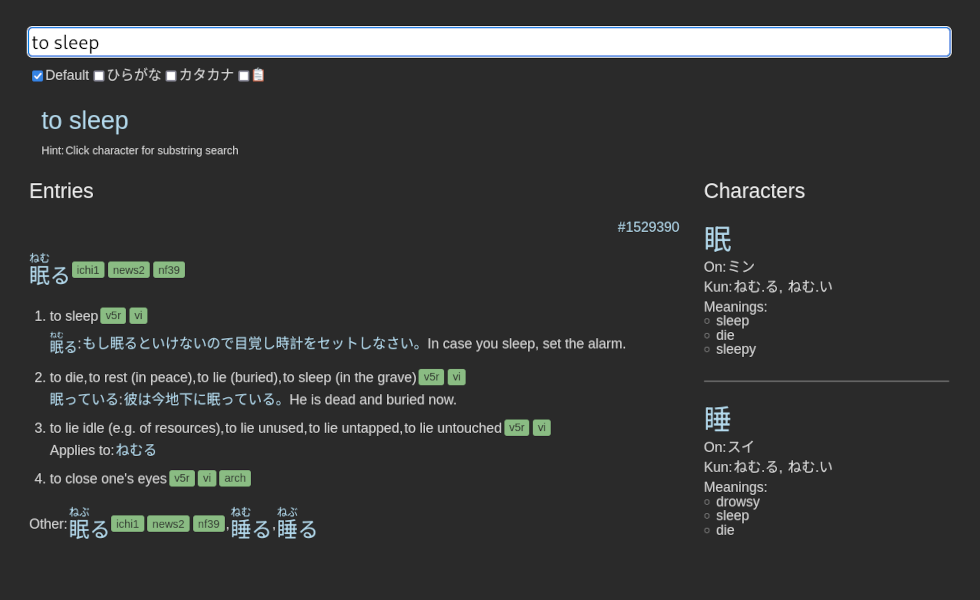 to sleep
Default ひらがな カタカナ 📋
to sleep
Hint: Click character for substring search
Entries
#1529390
ねむ
眠る ichi1 news2 nf39
1. to sleep v5r vi
ねむ
眠る:もし眠るといけないので目覚し時計をセットしなさい。In case you sleep, set the alarm.
2. to die, to rest (in peace), to lie (buried), to sleep (in the grave) v5r vi
眠っている:彼は今地下に眠っている。He is dead and buried now.
3. to lie idle (e.g. of resources), to lie unused, to lie untapped, to lie untouched v5r vi
Applies to: ねむる
4. to close one's eyes v5r vi arch
ねぶ ねむ ねぶ
Other: 眠る ichi1 news2 nf39, 睡る, 睡る
Characters
眠
On: ミン
Kun: ねむ.る, ねむ.い
Meanings:
sleep
die
sleepy
睡
On: スイ
Kun: ねむ.る, ねむ.い
Meanings:
drowsy
sleep
die